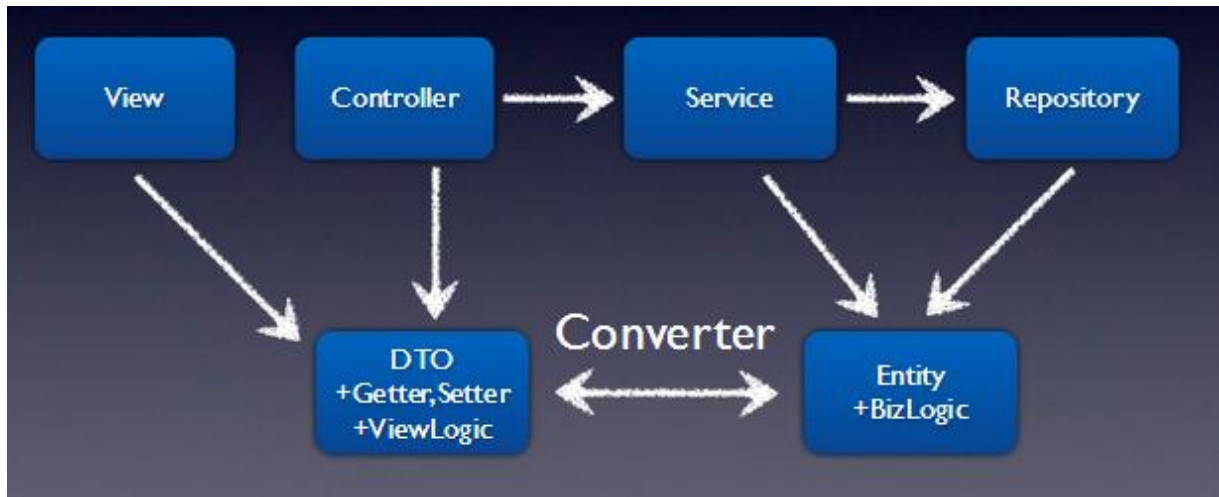 View
Controller
Service
Repository
Converter
DTO
+Getter,Setter
+ViewLogic
Entity
+BizLogic